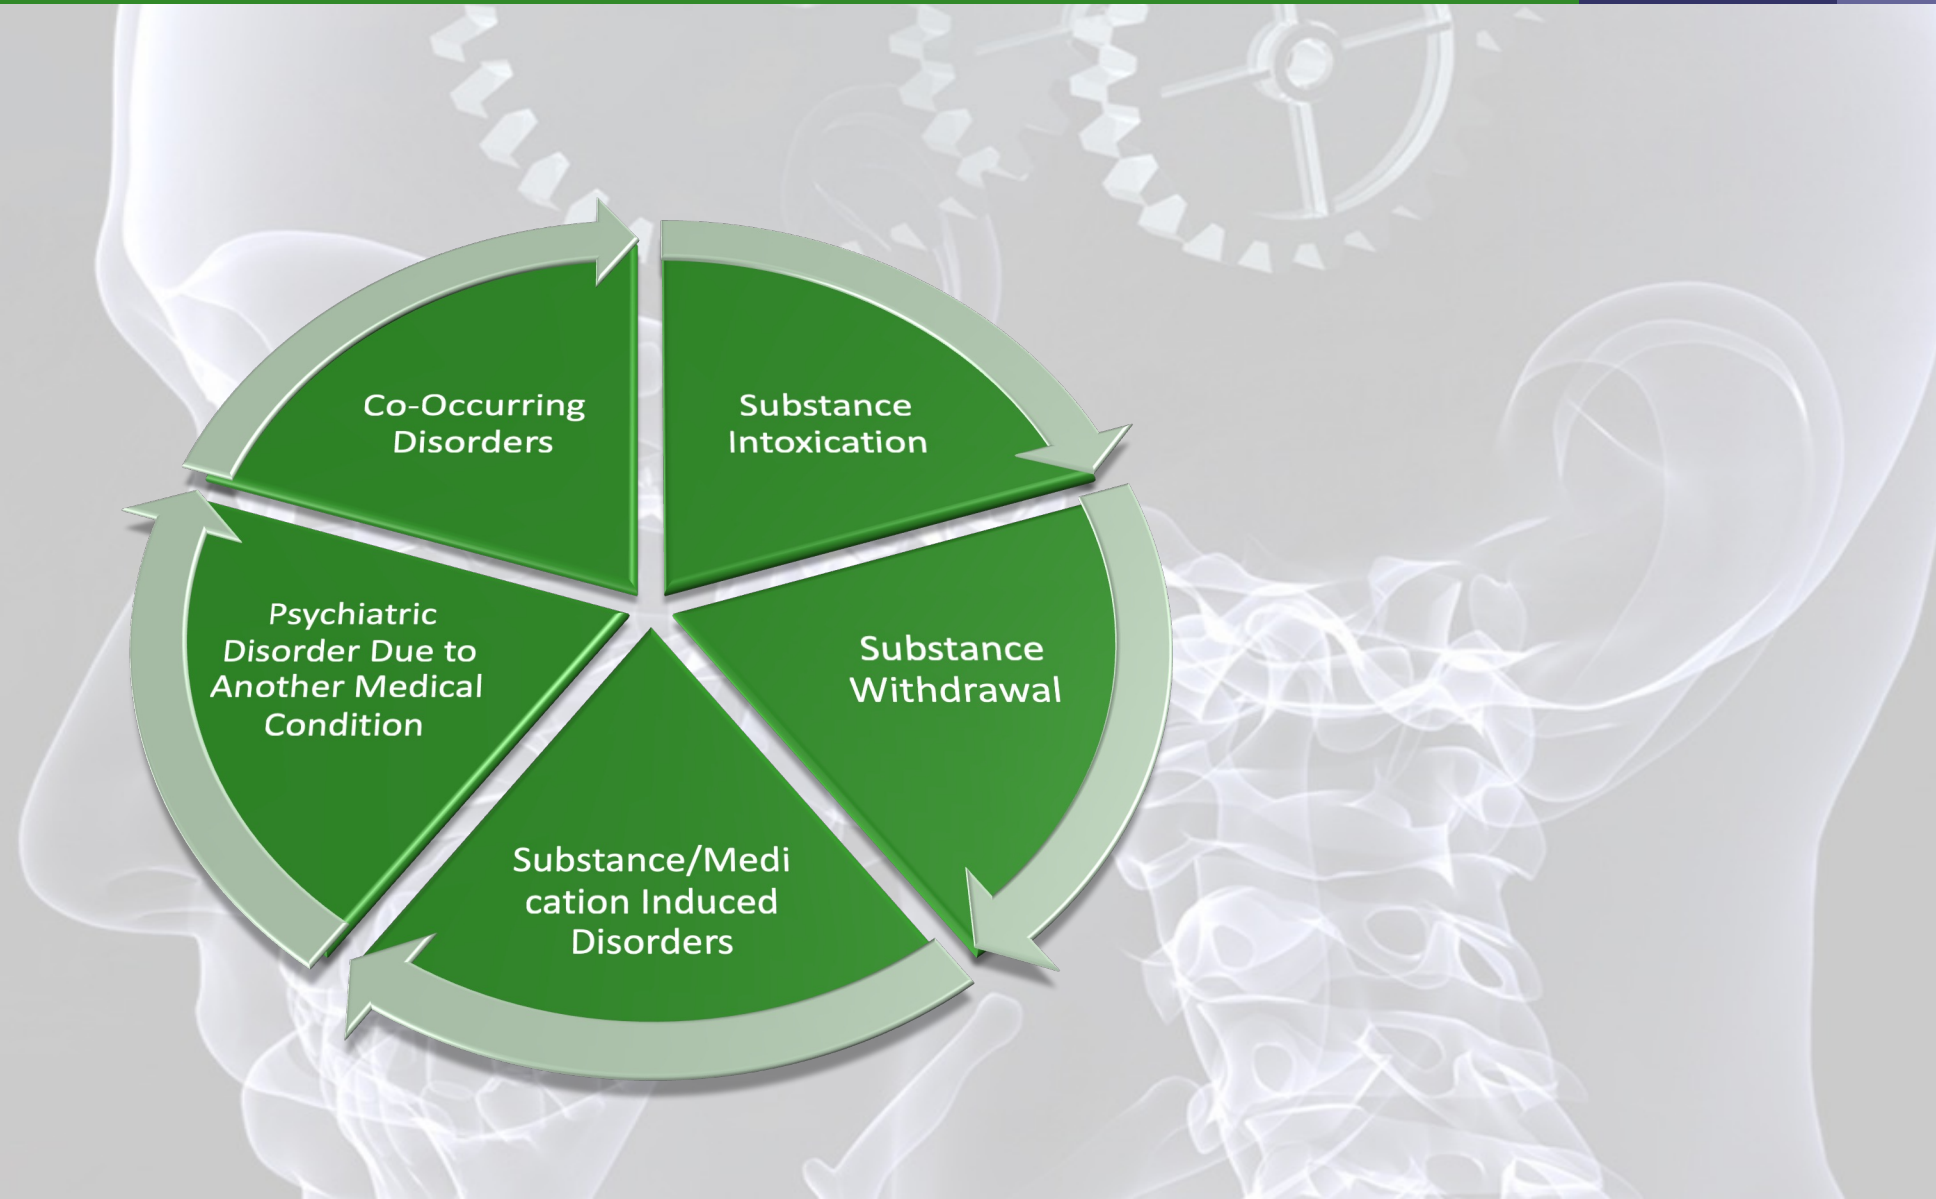 Co-Occurring
Disorders
Substance
Intoxication
Substance
Withdrawal
Substance/Medi
cation Induced
Disorders
Psychiatric
Disorder Due to
Another Medical
Condition